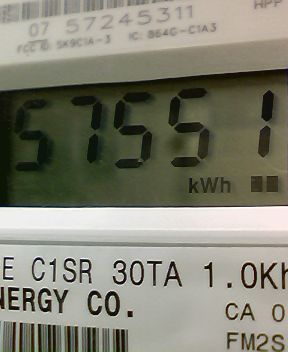 HPP
07 57245311
FCC ID: SK9C1A-3 IC: 864G-C1A3
57551
kWh
E C1SR 30TA 1.0Kh
NERGY CO.
CA 0
FM2S